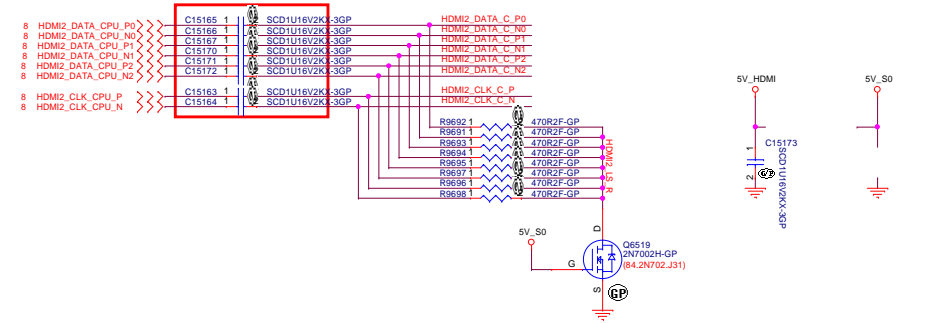 8 HDMI2_DATA_CPU_P0 C15165 1 2 SCD1U16V2KX-3GP HDMI2_DATA_C_P0
8 HDMI2_DATA_CPU_N0 C15166 1 SCD1U16V2KX-3GP HDMI2_DATA_C_N0
8 HDMI2_DATA_CPU_P1 C15167 1 SCD1U16V2KX-3GP HDMI2_DATA_C_P1
8 HDMI2_DATA_CPU_N1 C15170 1 SCD1U16V2KX-3GP HDMI2_DATA_C_N1
8 HDMI2_DATA_CPU_P2 C15171 1 SCD1U16V2KX-3GP HDMI2_DATA_C_P2
8 HDMI2_DATA_CPU_N2 C15172 1 SCD1U16V2KX-3GP HDMI2_DATA_C_N2
8 HDMI2_CLK_CPU_P C15163 1 SCD1U16V2KX-3GP HDMI2_CLK_C_P
8 HDMI2_CLK_CPU_N C15164 1 SCD1U16V2KX-3GP HDMI2_CLK_C_N
R9692 1 470R2F-GP
R9691 1 470R2F-GP
R9693 1 470R2F-GP
R9694 1 470R2F-GP
R9695 1 470R2F-GP
R9697 1 470R2F-GP
R9696 1 470R2F-GP
R9698 1 470R2F-GP
HDMI2_LS_R
5V_S0
D
G
S
Q6519
2N7002H-GP
(84.2N702.J31)
GP
5V_HDMI
1
C15173
SCD1U16V2KX-3GP
2
GP
5V_S0